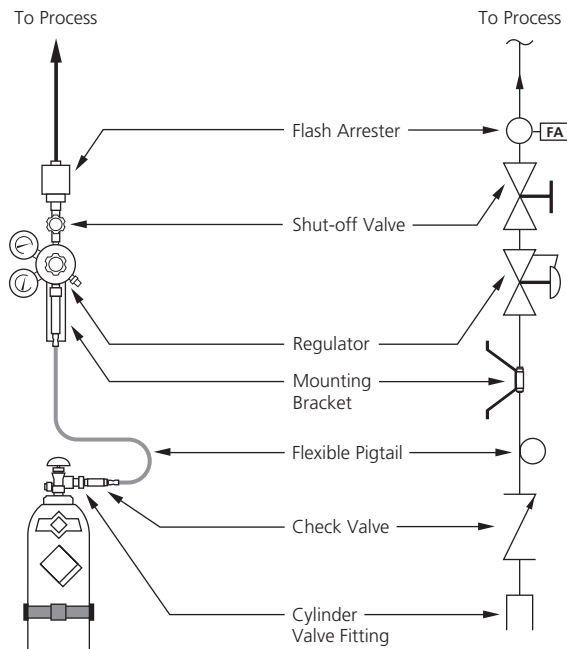 To Process
To Process
Flash Arrester
FA
Shut-off Valve
Regulator
Mounting
Bracket
Flexible Pigtail
Check Valve
Cylinder
Valve Fitting